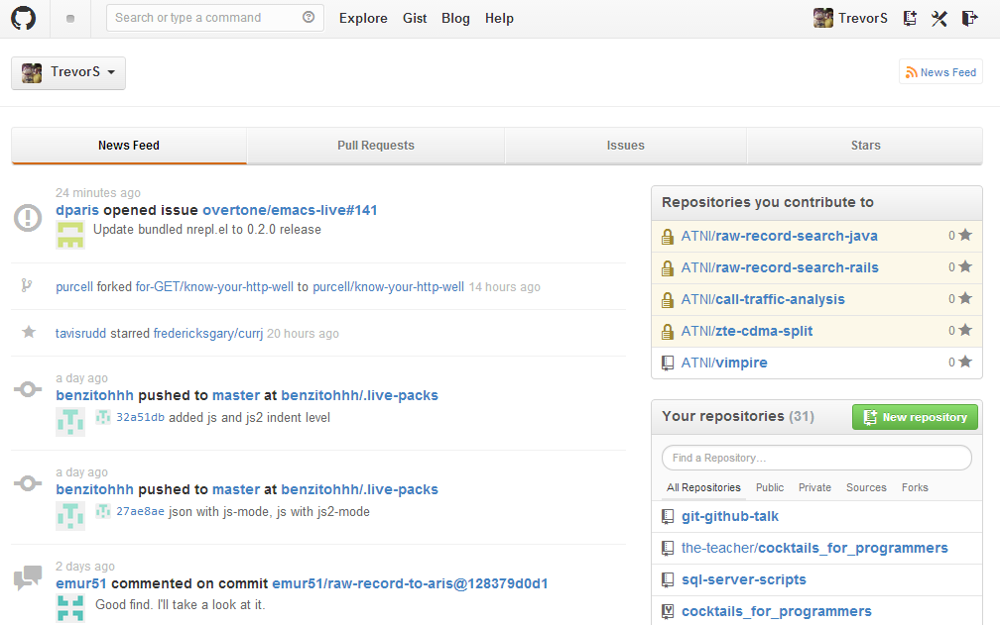 Search or type a command
Explore Gist Blog Help
TrevorS
TrevorS
News Feed
News Feed Pull Requests Issues Stars
24 minutes ago
dparis opened issue overtone/emacs-live#141
Update bundled nrepl.el to 0.2.0 release
purcell forked for-GET/know-your-http-well to purcell/know-your-http-well 14 hours ago
tavisrudd starred fredericksgary/currj 20 hours ago
a day ago
benzitohhh pushed to master at benzitohhh/.live-packs
32a51db added js and js2 indent level
a day ago
benzitohhh pushed to master at benzitohhh/.live-packs
27ae8ae json with js-mode, js with js2-mode
2 days ago
emur51 commented on commit emur51/raw-record-to-aris@128379d0d1
Good find. I'll take a look at it.
Repositories you contribute to
ATNI/raw-record-search-java 0
ATNI/raw-record-search-rails 0
ATNI/call-traffic-analysis 0
ATNI/zte-cdma-split 0
ATNI/vimpire 0
Your repositories (31) New repository
Find a Repository...
All Repositories Public Private Sources Forks
git-github-talk
the-teacher/cocktails_for_programmers
sql-server-scripts
cocktails_for_programmers